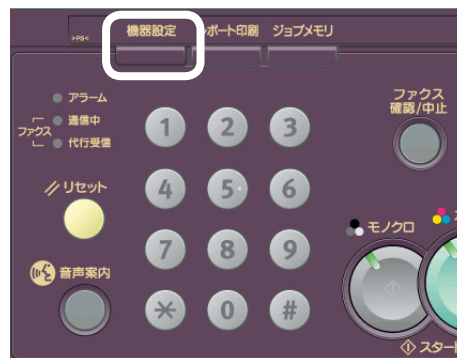 >PS<
機器設定
レポート印刷
ジョブメモリ
アラーム
通信中
ファクス
代行受信
ファクス
確認/中止
1
2
3
リセット
4
5
6
モノクロ
音声案内
7
8
9
＊
0
#
スタート